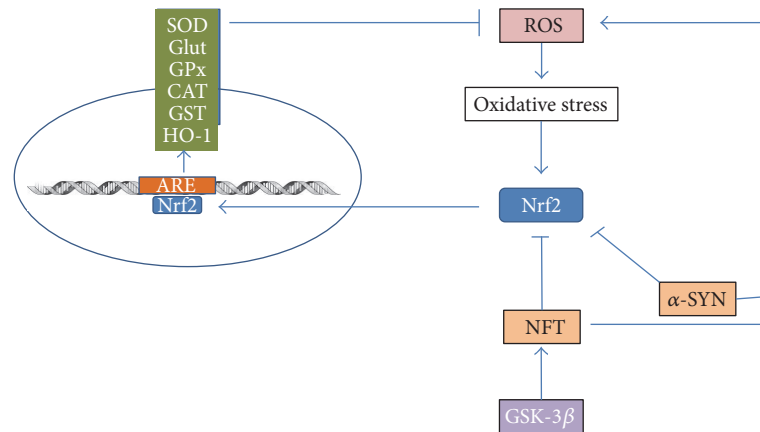 SOD
Glut
GPx
CAT
GST
HO-1
ARE
Nrf2
ROS
Oxidative stress
Nrf2
α-SYN
NFT
GSK-3β